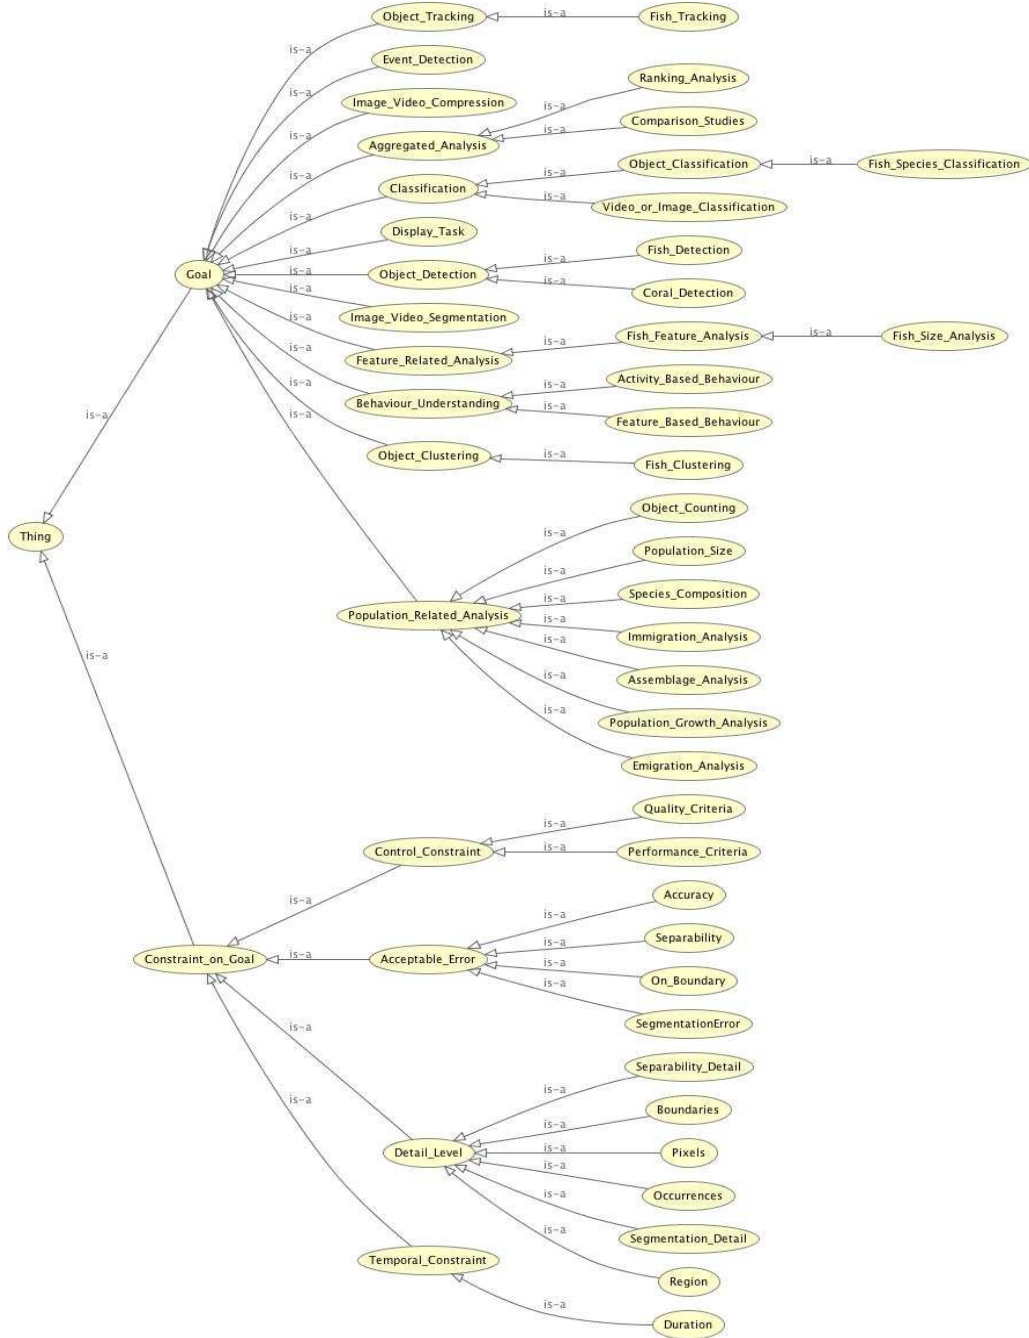 Object_Tracking is-a Fish_Tracking
is-a
Event_Detection
is-a
Ranking_Analysis
Image_Video_Compression
is-a
is-a
Comparison_Studies
is-a
Aggregated_Analysis
is-a
Object_Classification is-a Fish_Species_Classification
is-a
Classification
is-a
is-a
Video_or_Image_Classification
Display_Task
is-a
Fish_Detection
is-a
Goal is-a Object_Detection
is-a
Coral_Detection
is-a
Image_Video_Segmentation
is-a
Fish_Feature_Analysis is-a Fish_Size_Analysis
is-a
Feature_Related_Analysis
is-a
Activity_Based_Behaviour
is-a
Behaviour_Understanding
is-a
is-a
is-a
Feature_Based_Behaviour
Object_Clustering is-a
Fish_Clustering
Object_Counting
is-a
Thing
Population_Size
is-a
Species_Composition
is-a
Population_Related_Analysis
is-a
Immigration_Analysis
is-a
is-a
Assemblage_Analysis
is-a
is-a
Population_Growth_Analysis
Emigration_Analysis
Quality_Criteria
is-a
Control_Constraint is-a Performance_Criteria
is-a
Accuracy
is-a
Separability
is-a
Constraint_on_Goal is-a Acceptable_Error
is-a
On_Boundary
is-a
SegmentationError
is-a
Separability_Detail
is-a
is-a
Boundaries
is-a
Detail_Level is-a Pixels
is-a
Occurrences
is-a
Segmentation_Detail
is-a
Temporal_Constraint
Region
is-a
Duration